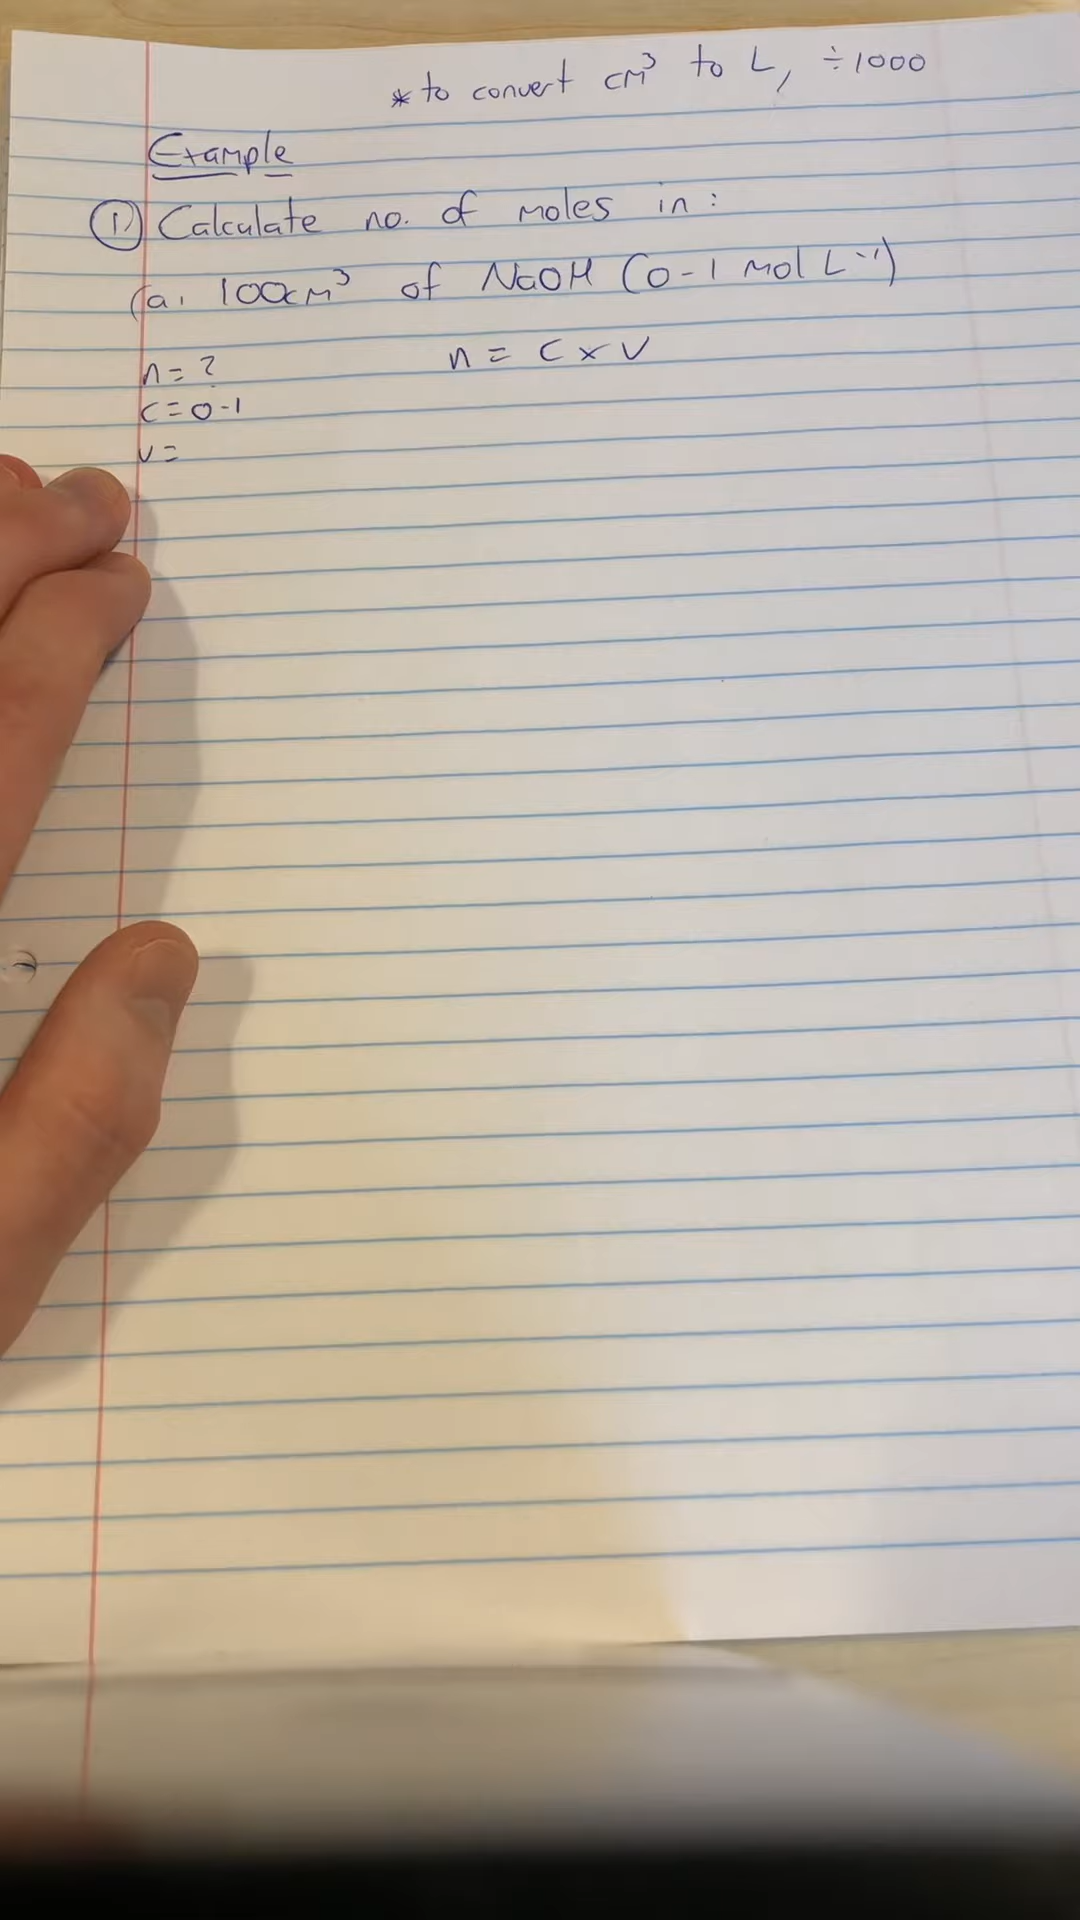 * to convert cm³ to L, ÷1000
Example
① Calculate no. of moles in :
(a. 100cm³ of NaOH (0-1 mol L⁻¹)
n = ?
n = c x v
c = 0-1
v =